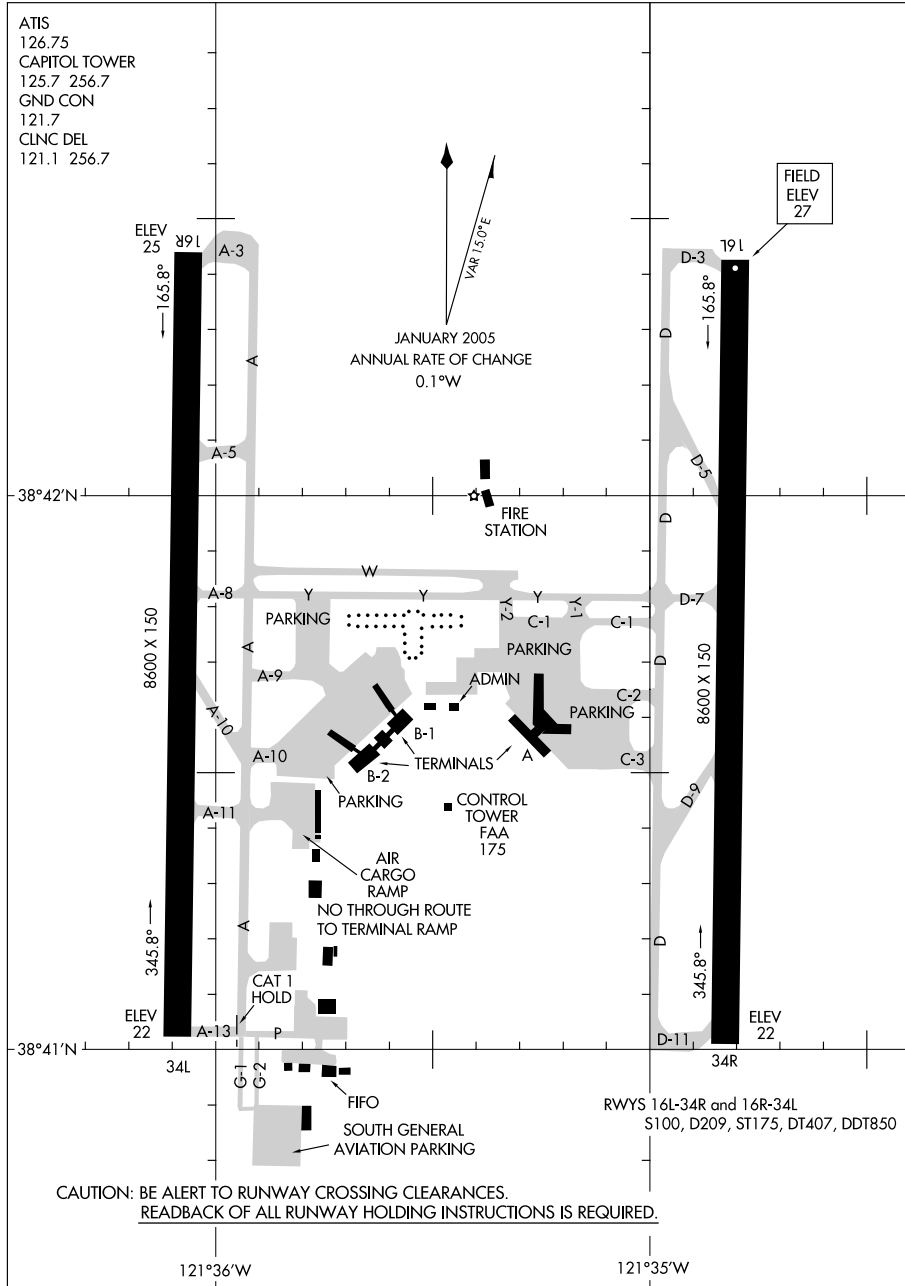 ATIS
126.75
CAPITOL TOWER
125.7 256.7
GND CON
121.7
CLNC DEL
121.1 256.7
FIELD
ELEV
27
ELEV
25
16R
A-3
165.8°
VAR 15.0°E
D-3
16L
165.8°
JANUARY 2005
ANNUAL RATE OF CHANGE
0.1°W
A
D
A-5
D-5
38°42'N
FIRE
STATION
D
W
A-8
Y
Y
Y
D-7
PARKING
Y-2
Y-1
C-1
C-1
A
PARKING
D
8600 X 150
8600 X 150
A-9
ADMIN
C-2
PARKING
A-10
B-1
A-10
TERMINALS
A
C-3
B-2
PARKING
D-9
A-11
CONTROL
TOWER
FAA
175
AIR
CARGO
RAMP
NO THROUGH ROUTE
TO TERMINAL RAMP
A
D
345.8°
345.8°
CAT 1
HOLD
ELEV
22
A-13
P
ELEV
22
D-11
38°41'N
34L
34R
G-1
G-2
FIFO
RWYS 16L-34R and 16R-34L
S100, D209, ST175, DT407, DDT850
SOUTH GENERAL
AVIATION PARKING
CAUTION: BE ALERT TO RUNWAY CROSSING CLEARANCES.
READBACK OF ALL RUNWAY HOLDING INSTRUCTIONS IS REQUIRED.
121°36'W
121°35'W